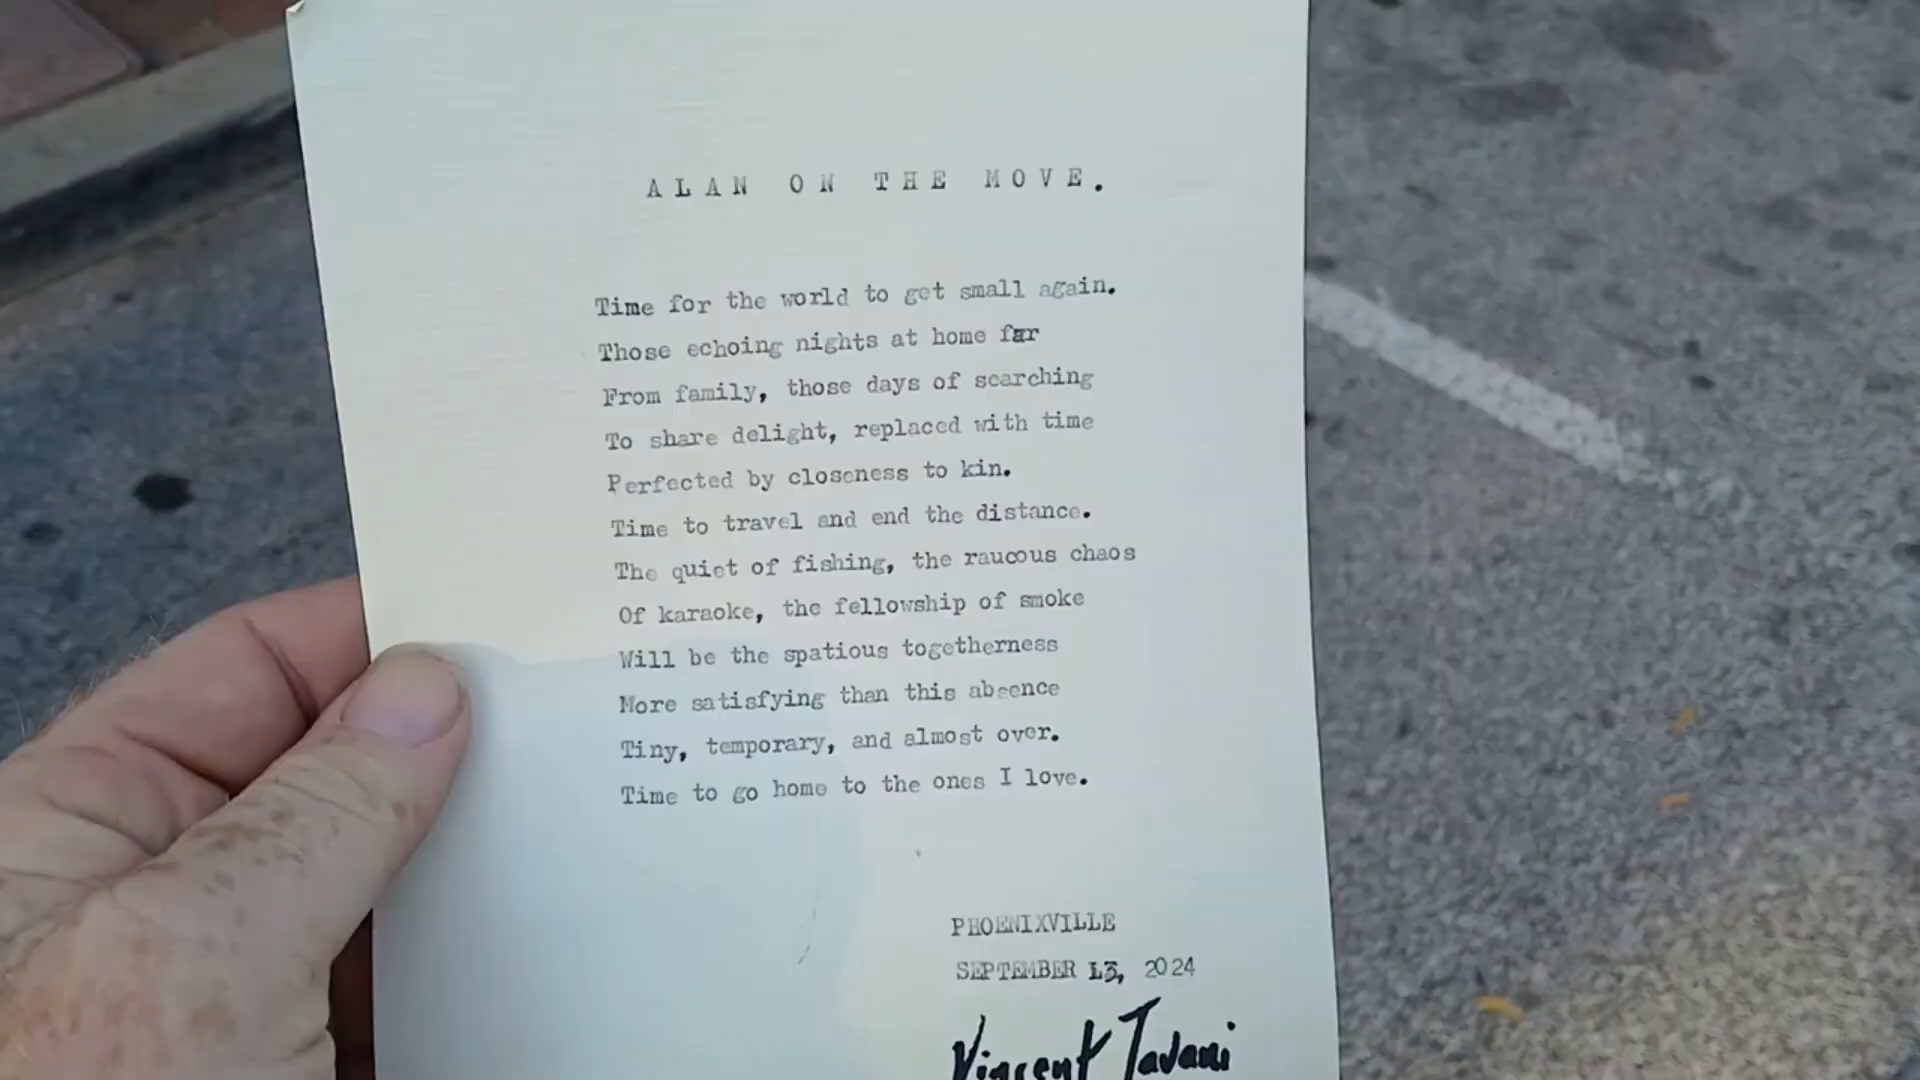 ALAN ON THE MOVE.
Time for the world to get small again.
Those echoing nights at home far
From family, those days of searching
To share delight, replaced with time
Perfected by closeness to kin.
Time to travel and end the distance.
The quiet of fishing, the raucous chaos
Of karaoke, the fellowship of smoke
Will be the spatious togetherness
More satisfying than this absence
Tiny, temporary, and almost over.
Time to go home to the ones I love.
PHOENIXVILLE
SEPTEMBER 13, 2024
Vincent Tavani